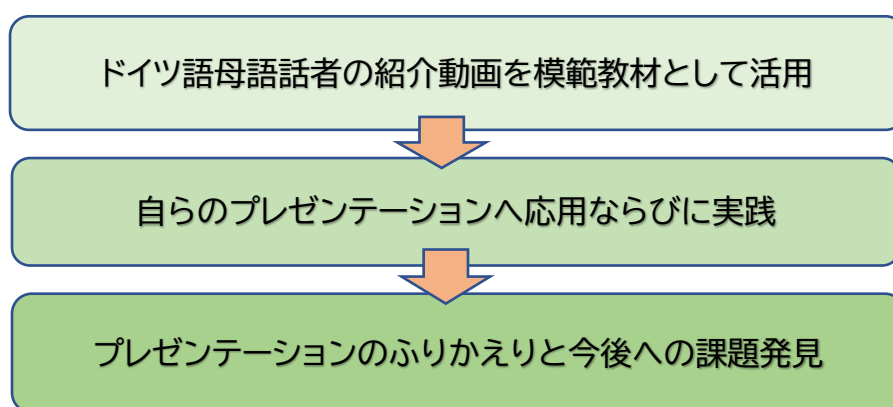 ドイツ語母語話者の紹介動画を模範教材として活用
自らのプレゼンテーションへ応用ならびに実践
プレゼンテーションのふりかえりと今後への課題発見